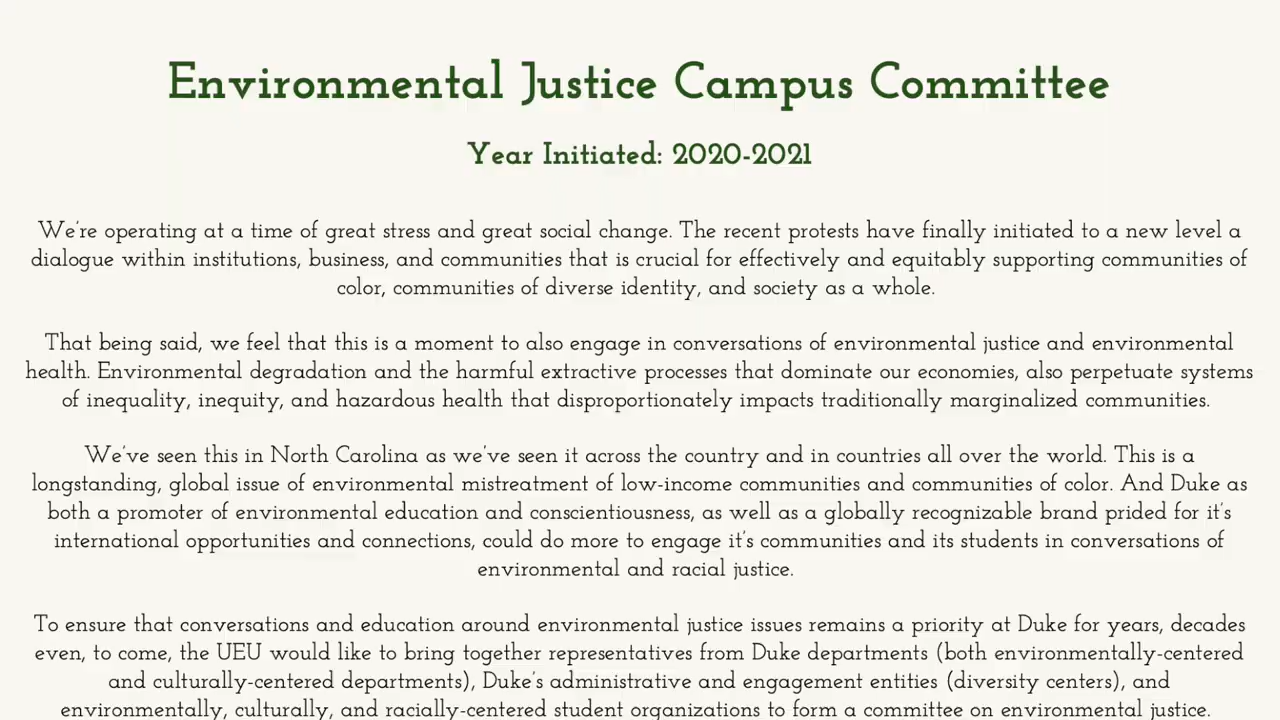 Environmental Justice Campus Committee
Year Initiated: 2020-2021
We're operating at a time of great stress and great social change. The recent protests have finally initiated to a new level a
dialogue within institutions, business, and communities that is crucial for effectively and equitably supporting communities of
color, communities of diverse identity, and society as a whole.
That being said, we feel that this is a moment to also engage in conversations of environmental justice and environmental
health. Environmental degradation and the harmful extractive processes that dominate our economies, also perpetuate systems
of inequality, inequity, and hazardous health that disproportionately impacts traditionally marginalized communities.
We've seen this in North Carolina as we've seen it across the country and in countries all over the world. This is a
longstanding, global issue of environmental mistreatment of low-income communities and communities of color. And Duke as
both a promoter of environmental education and conscientiousness, as well as a globally recognizable brand prided for it's
international opportunities and connections, could do more to engage it's communities and its students in conversations of
environmental and racial justice.
To ensure that conversations and education around environmental justice issues remains a priority at Duke for years, decades
even, to come, the UEU would like to bring together representatives from Duke departments (both environmentally-centered
and culturally-centered departments), Duke's administrative and engagement entities (diversity centers), and
environmentally, culturally, and racially-centered student organizations to form a committee on environmental justice.